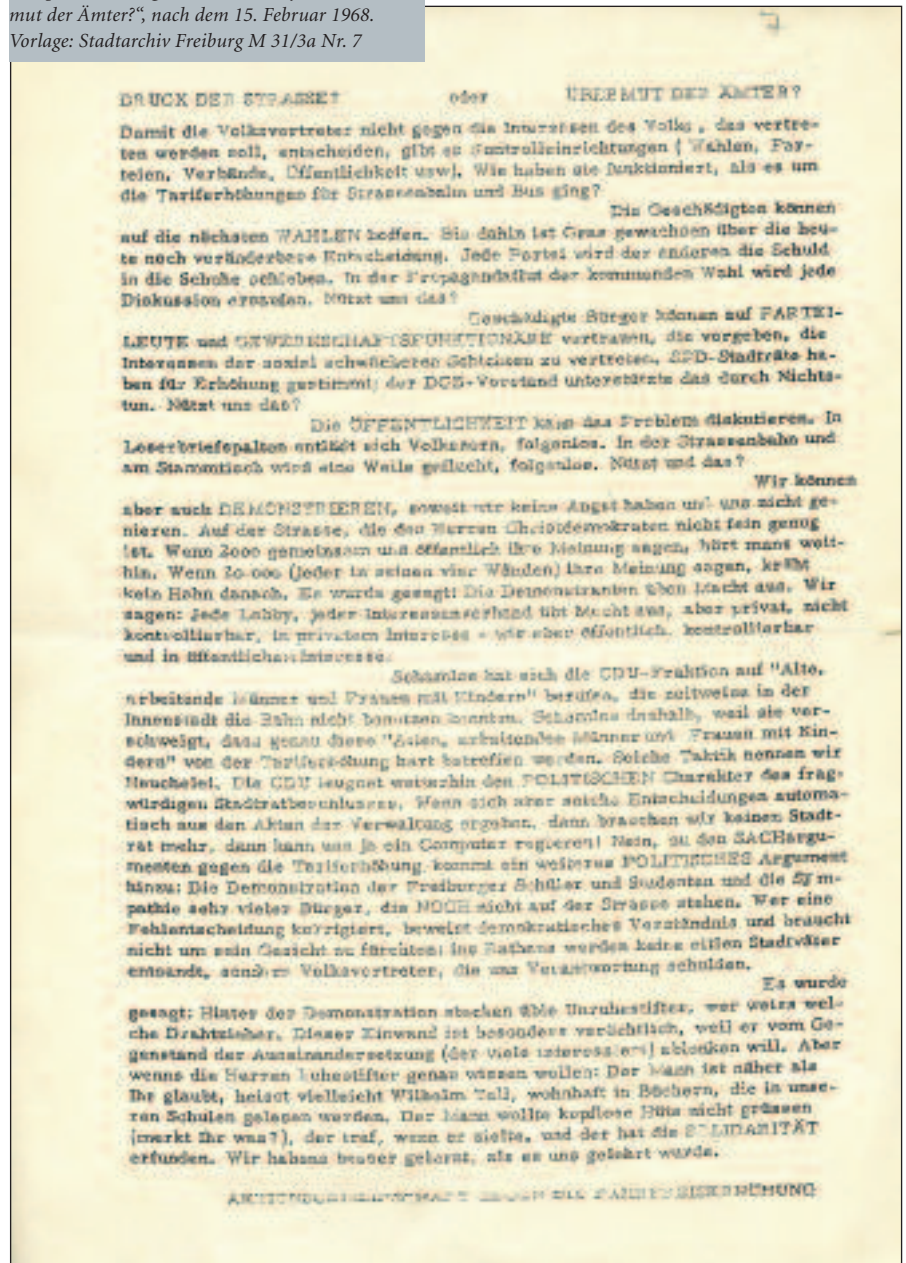 mut der Ämter?“, nach dem 15. Februar 1968.
Vorlage: Stadtarchiv Freiburg M 31/3a Nr. 7
DRUCK DER STRASSE? oder ÜBERMUT DER ÄMTER?
Damit die Volksvertreter nicht gegen die Interessen des Volks, das vertre-
ten werden soll, entscheiden, gibt es Kontrolleinrichtungen ( Wahlen, Par-
teien, Verbände, Öffentlichkeit usw). Wie haben sie funktioniert, als es um
die Tariferhöhungen für Strassenbahn und Bus ging?
Die Geschädigten können
auf die nächsten WAHLEN hoffen. Bis dahin ist Gras gewachsen über die heu-
te noch veränderbare Entscheidung. Jede Partei wird der anderen die Schuld
in die Schuhe schieben. In der der kommenden Wahl wird jede
Diskussion ersaufen. Nützt uns das?
Geschädigte Bürger können auf PARTEI-
LEUTE und GEWERKSCHAFTSFUNKTIONÄRE vertrauen, die vorgeben, die
Interessen der sozial schwächeren Schichten zu vertreten. SPD-Stadträte ha-
ben für Erhöhung gestimmt; der DGB-Vorstand unterstützte das durch Nichts-
tun. Nützt uns das?
Die ÖFFENTLICHKEIT kann das Problem diskutieren. In
Leserbriefspalten entlädt sich Volkszorn, folgenlos. In der Strassenbahn und
am Stammtisch wird eine Weile geflucht, folgenlos. Nützt und das?
Wir können
aber auch DEMONSTRIEREN, soweit wir keine Angst haben und uns nicht ge-
nieren. Auf der Strasse, die den Herren Christdemokraten nicht fein genug
ist. Wenn 2000 gemeinsam und öffentlich ihre Meinung sagen, hört mans weit-
hin. Wenn 20 000 (jeder in seinen vier Wänden) ihre Meinung sagen, kräht
kein Hahn danach. Es wurde gesagt: Die Demonstranten üben Macht aus. Wir
sagen: Jede Lobby, jeder Interessenverband übt Macht aus, aber privat, nicht
kontrollierbar, in privatem Interesse - wir aber öffentlich, kontrollierbar
und in öffentlichem Interesse.
Schamlos hat sich die CDU-Fraktion auf "Alte,
arbeitende Männer und Frauen mit Kindern" berufen, die zeitweise in der
Innenstadt die Bahn nicht benutzen konnten. Schamlos deshalb, weil sie ver-
schweigt, dass genau diese "Alten, arbeitenden Männer und Frauen mit Kin-
dern" von der Tariferhöhung hart betroffen werden. Solche Taktik nennen wir
Heuchelei. Die CDU leugnet weiterhin den POLITISCHEN Charakter des frag-
würdigen Stadtratbeschlusses. Wenn sich aber solche Entscheidungen automa-
tisch aus den Akten der Verwaltung ergeben, dann brauchen wir keinen Stadt-
rat mehr, dann kann uns ja ein Computer regieren! Nein, zu den SACHargu-
menten gegen die Tariferhöhung kommt ein weiteres POLITISCHES Argument
hinzu: Die Demonstration der Freiburger Schüler und Studenten und die Sym-
pathie sehr vieler Bürger, die NOCH nicht auf der Strasse stehen. Wer eine
Fehlentscheidung korrigiert, beweist demokratisches Verständnis und braucht
nicht um sein Gesicht zu fürchten: ins Rathaus werden keine eitlen Stadtväter
entsandt, sondern Volksvertreter, die uns Verantwortung schulden.
Es wurde
gesagt: Hinter der Demonstration stecken üble Unruhestifter, wer weiss wel-
che Drahtzieher. Dieser Einwand ist besonders verächtlich, weil er vom Ge-
genstand der Auseinandersetzung (der viele interessiert) ablenken will. Aber
wenns die Herren Ruhestifter genau wissen wollen: Der Mann ist näher als
Ihr glaubt, heisst vielleicht Wilhelm Tell, wohnhaft in Büchern, die in unse-
ren Schulen gelesen werden. Der Mann wollte kopflose Hüte nicht grüssen
(merkt Ihr was?), der traf, wenn er zielte, und der hat die SOLIDARITÄT
erfunden. Wir habens besser gelernt, als es uns gelehrt wurde.
AKTIONSGEMEINSCHAFT GEGEN DIE FAHRPREISERHÖHUNG